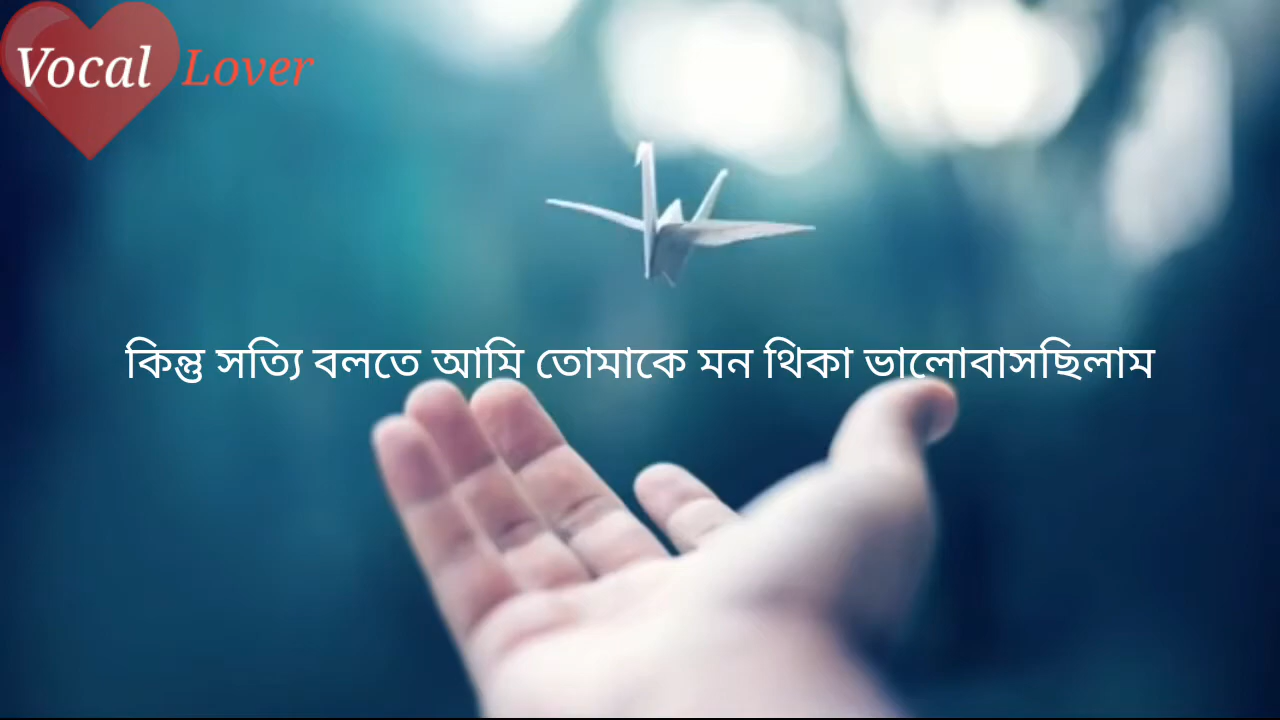 Vocal Lover
কিন্তু সত্যি বলতে আমি তোমাকে মন থিকা ভালোবাসছিলাম